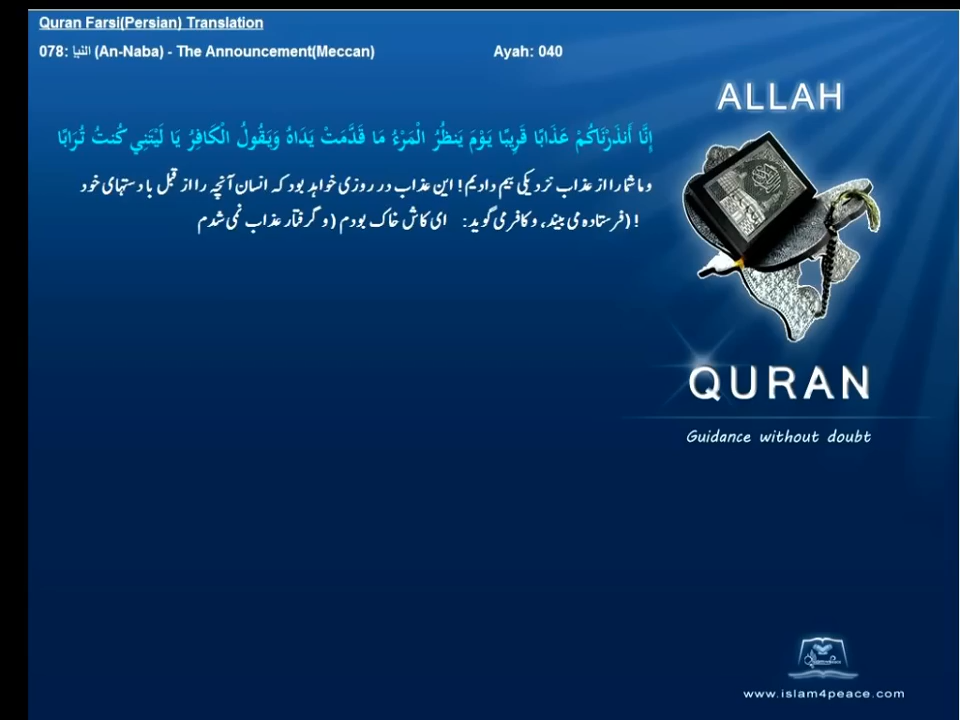 Quran Farsi(Persian) Translation
078: النبإ (An-Naba) - The Announcement(Meccan) Ayah: 040
ALLAH
إِنَّا أَنذَرْنَاكُمْ عَذَابًا قَرِيبًا يَوْمَ يَنظُرُ الْمَرْءُ مَا قَدَّمَتْ يَدَاهُ وَيَقُولُ الْكَافِرُ يَا لَيْتَنِي كُنتُ تُرَابًا
و ما شما را از عذاب نزدیکی بیم دادیم! این عذاب در روزی خواهد بود که انسان آنچه را از قبل با دستهای خود
! (فرستاده می بیند، و کافر می گوید: ای کاش خاک بودم (و گرفتار عذاب نمی شدم
QURAN
Guidance without doubt
www.islam4peace.com